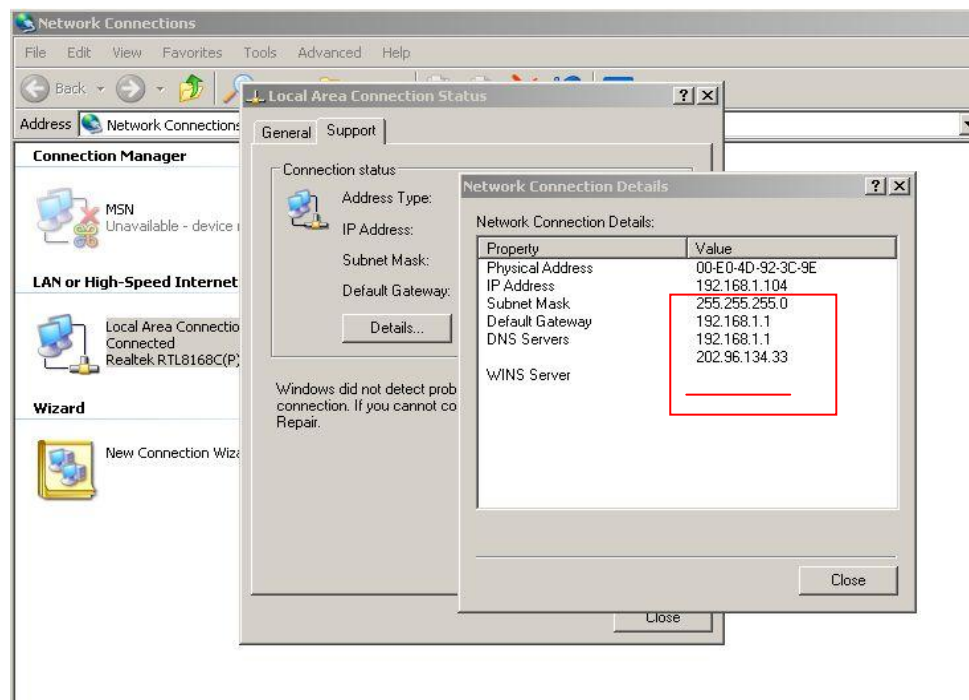 Network Connections
File Edit View Favorites Tools Advanced Help
Back
Address Network Connections
Connection Manager
MSN
Unavailable - device
LAN or High-Speed Internet
Local Area Connectio
Connected
Realtek RTL8168C(P)
Wizard
New Connection Wiza
Local Area Connection Status
General Support
Connection status
Address Type:
IP Address:
Subnet Mask:
Default Gateway:
Details...
Windows did not detect prob
connection. If you cannot co
Repair.
Close
Network Connection Details
Network Connection Details:
Property Value
Physical Address 00-E0-4D-92-3C-9E
IP Address 192.168.1.104
Subnet Mask 255.255.255.0
Default Gateway 192.168.1.1
DNS Servers 192.168.1.1
202.96.134.33
WINS Server
Close